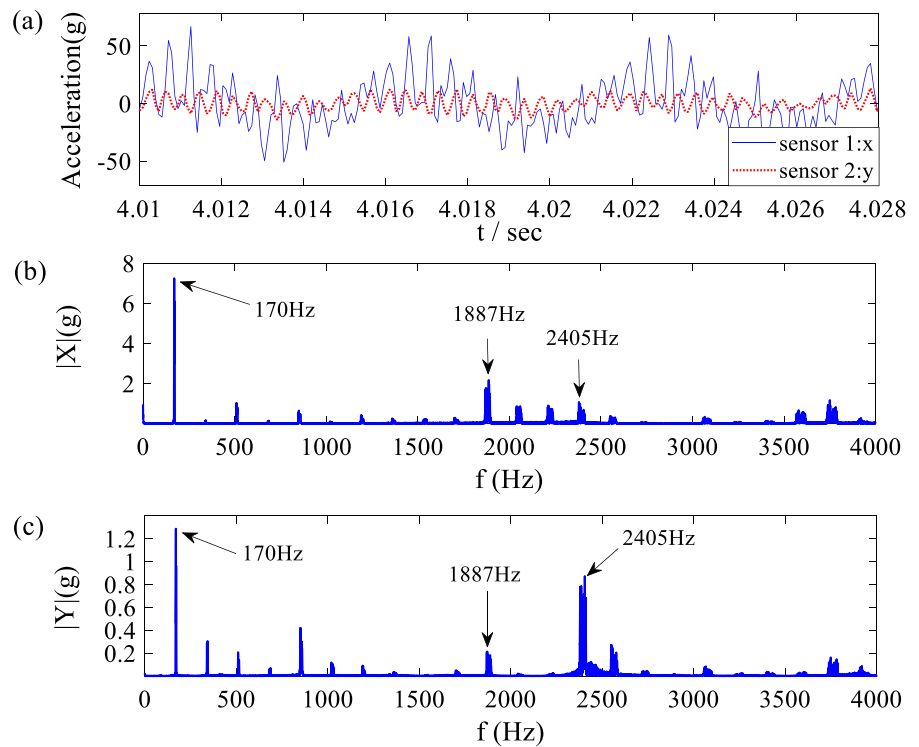 (a)
Acceleration(g)
50
0
-50
sensor 1:x
sensor 2:y
4.01 4.012 4.014 4.016 4.018 4.02 4.022 4.024 4.026 4.028
t / sec
(b)
|X|(g)
8
6
4
2
170Hz
1887Hz
2405Hz
0 500 1000 1500 2000 2500 3000 3500 4000
f (Hz)
(c)
|Y|(g)
1.2
1
0.8
0.6
0.4
0.2
170Hz
1887Hz
2405Hz
0 500 1000 1500 2000 2500 3000 3500 4000
f (Hz)